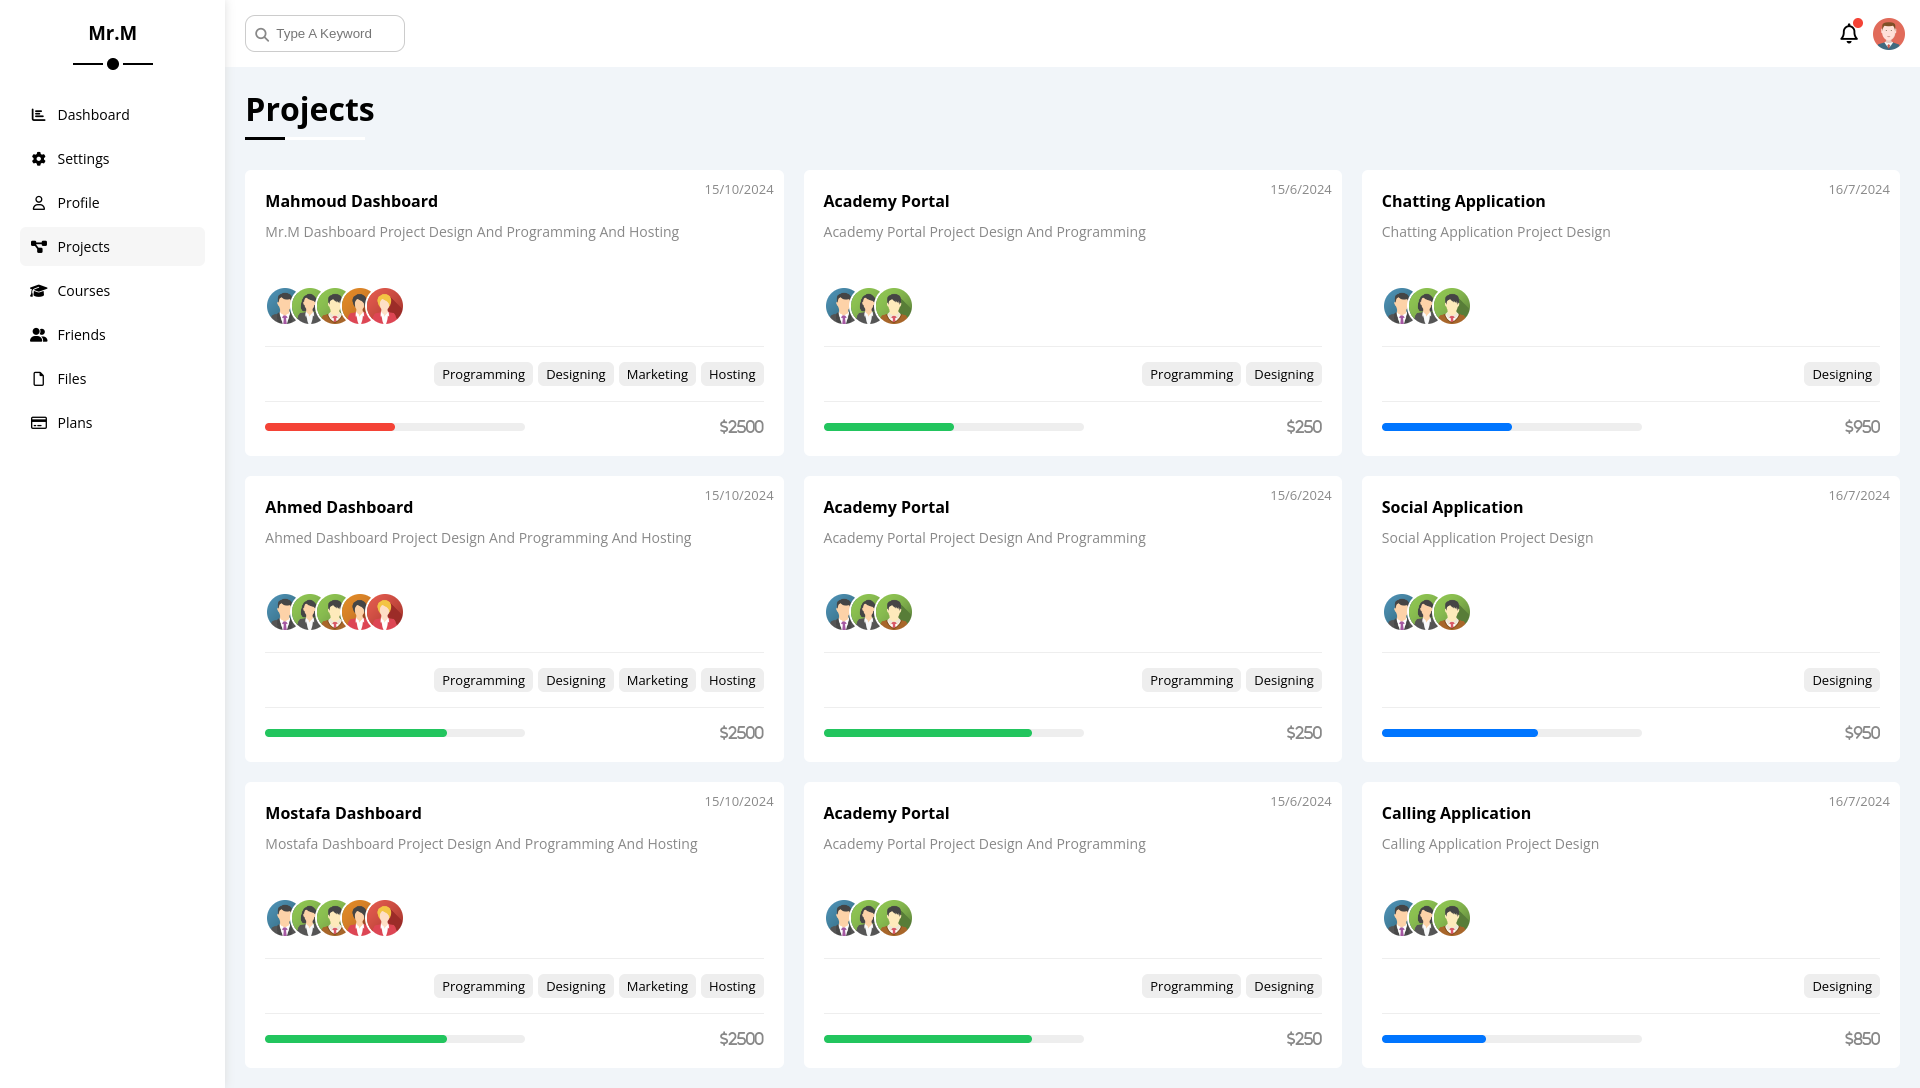 Mr.M
Dashboard
Settings
Profile
Projects
Courses
Friends
Files
Plans
Type A Keyword
Projects
15/10/2024
Mahmoud Dashboard
Mr.M Dashboard Project Design And Programming And Hosting
Programming Designing Marketing Hosting
$2500
15/6/2024
Academy Portal
Academy Portal Project Design And Programming
Programming Designing
$250
16/7/2024
Chatting Application
Chatting Application Project Design
Designing
$950
15/10/2024
Ahmed Dashboard
Ahmed Dashboard Project Design And Programming And Hosting
Programming Designing Marketing Hosting
$2500
15/6/2024
Academy Portal
Academy Portal Project Design And Programming
Programming Designing
$250
16/7/2024
Social Application
Social Application Project Design
Designing
$950
15/10/2024
Mostafa Dashboard
Mostafa Dashboard Project Design And Programming And Hosting
Programming Designing Marketing Hosting
$2500
15/6/2024
Academy Portal
Academy Portal Project Design And Programming
Programming Designing
$250
16/7/2024
Calling Application
Calling Application Project Design
Designing
$850